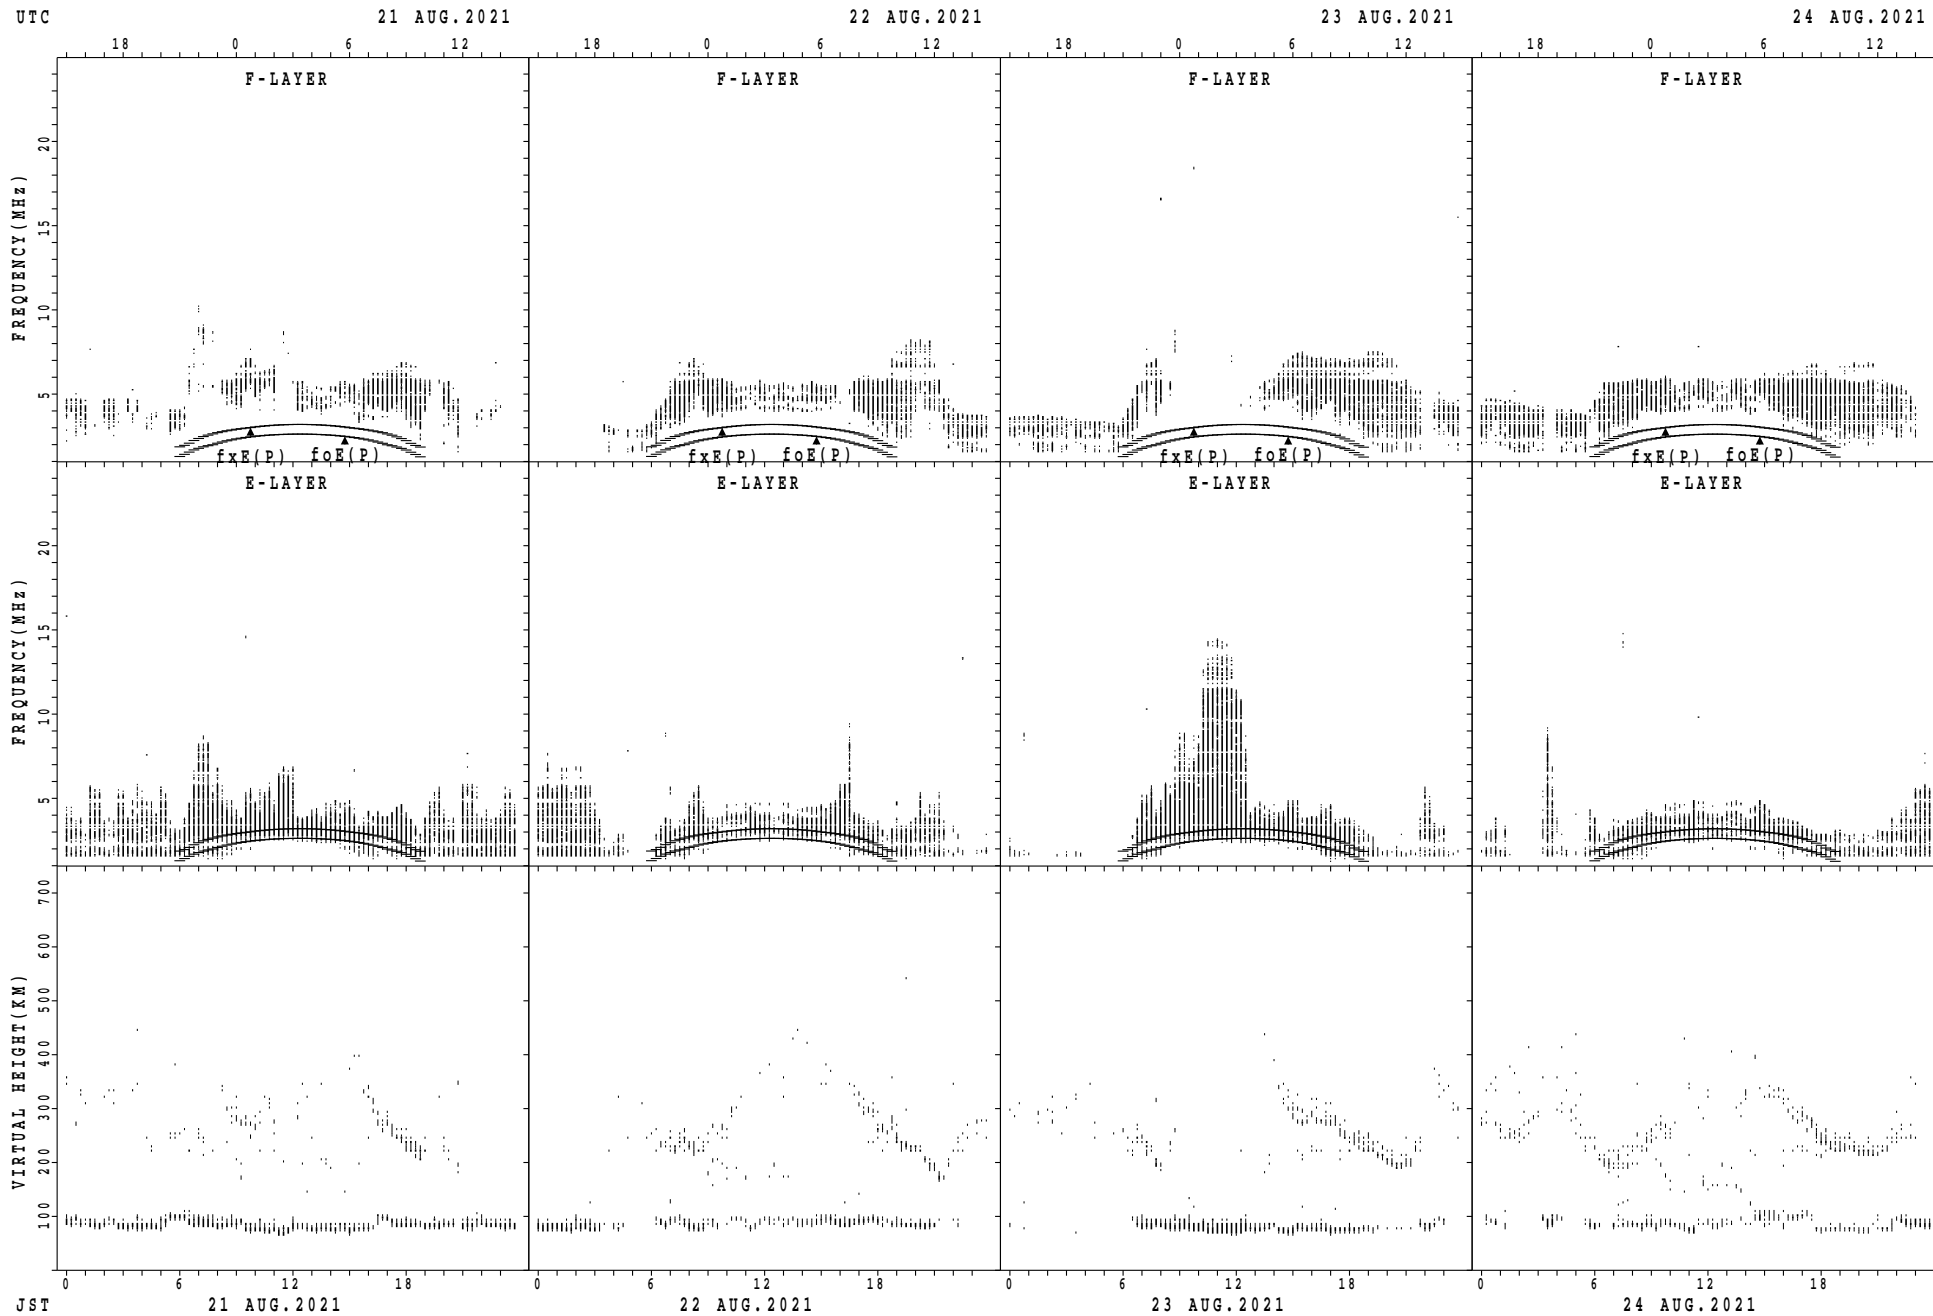 UTC 21 AUG.2021 22 AUG.2021 23 AUG.2021 24 AUG.2021
18 0 6 12 18 0 6 12 18 0 6 12 18 0 6 12
F-LAYER F-LAYER F-LAYER F-LAYER
FREQUENCY(MHz)
20
15
10
5
fxE(P) foE(P) fxE(P) foE(P) fxE(P) foE(P) fxE(P) foE(P)
E-LAYER E-LAYER E-LAYER E-LAYER
FREQUENCY(MHz)
20
15
10
5
VIRTUAL HEIGHT(KM)
700
600
500
400
300
200
100
0 6 12 18 0 6 12 18 0 6 12 18 0 6 12 18
JST 21 AUG.2021 22 AUG.2021 23 AUG.2021 24 AUG.2021